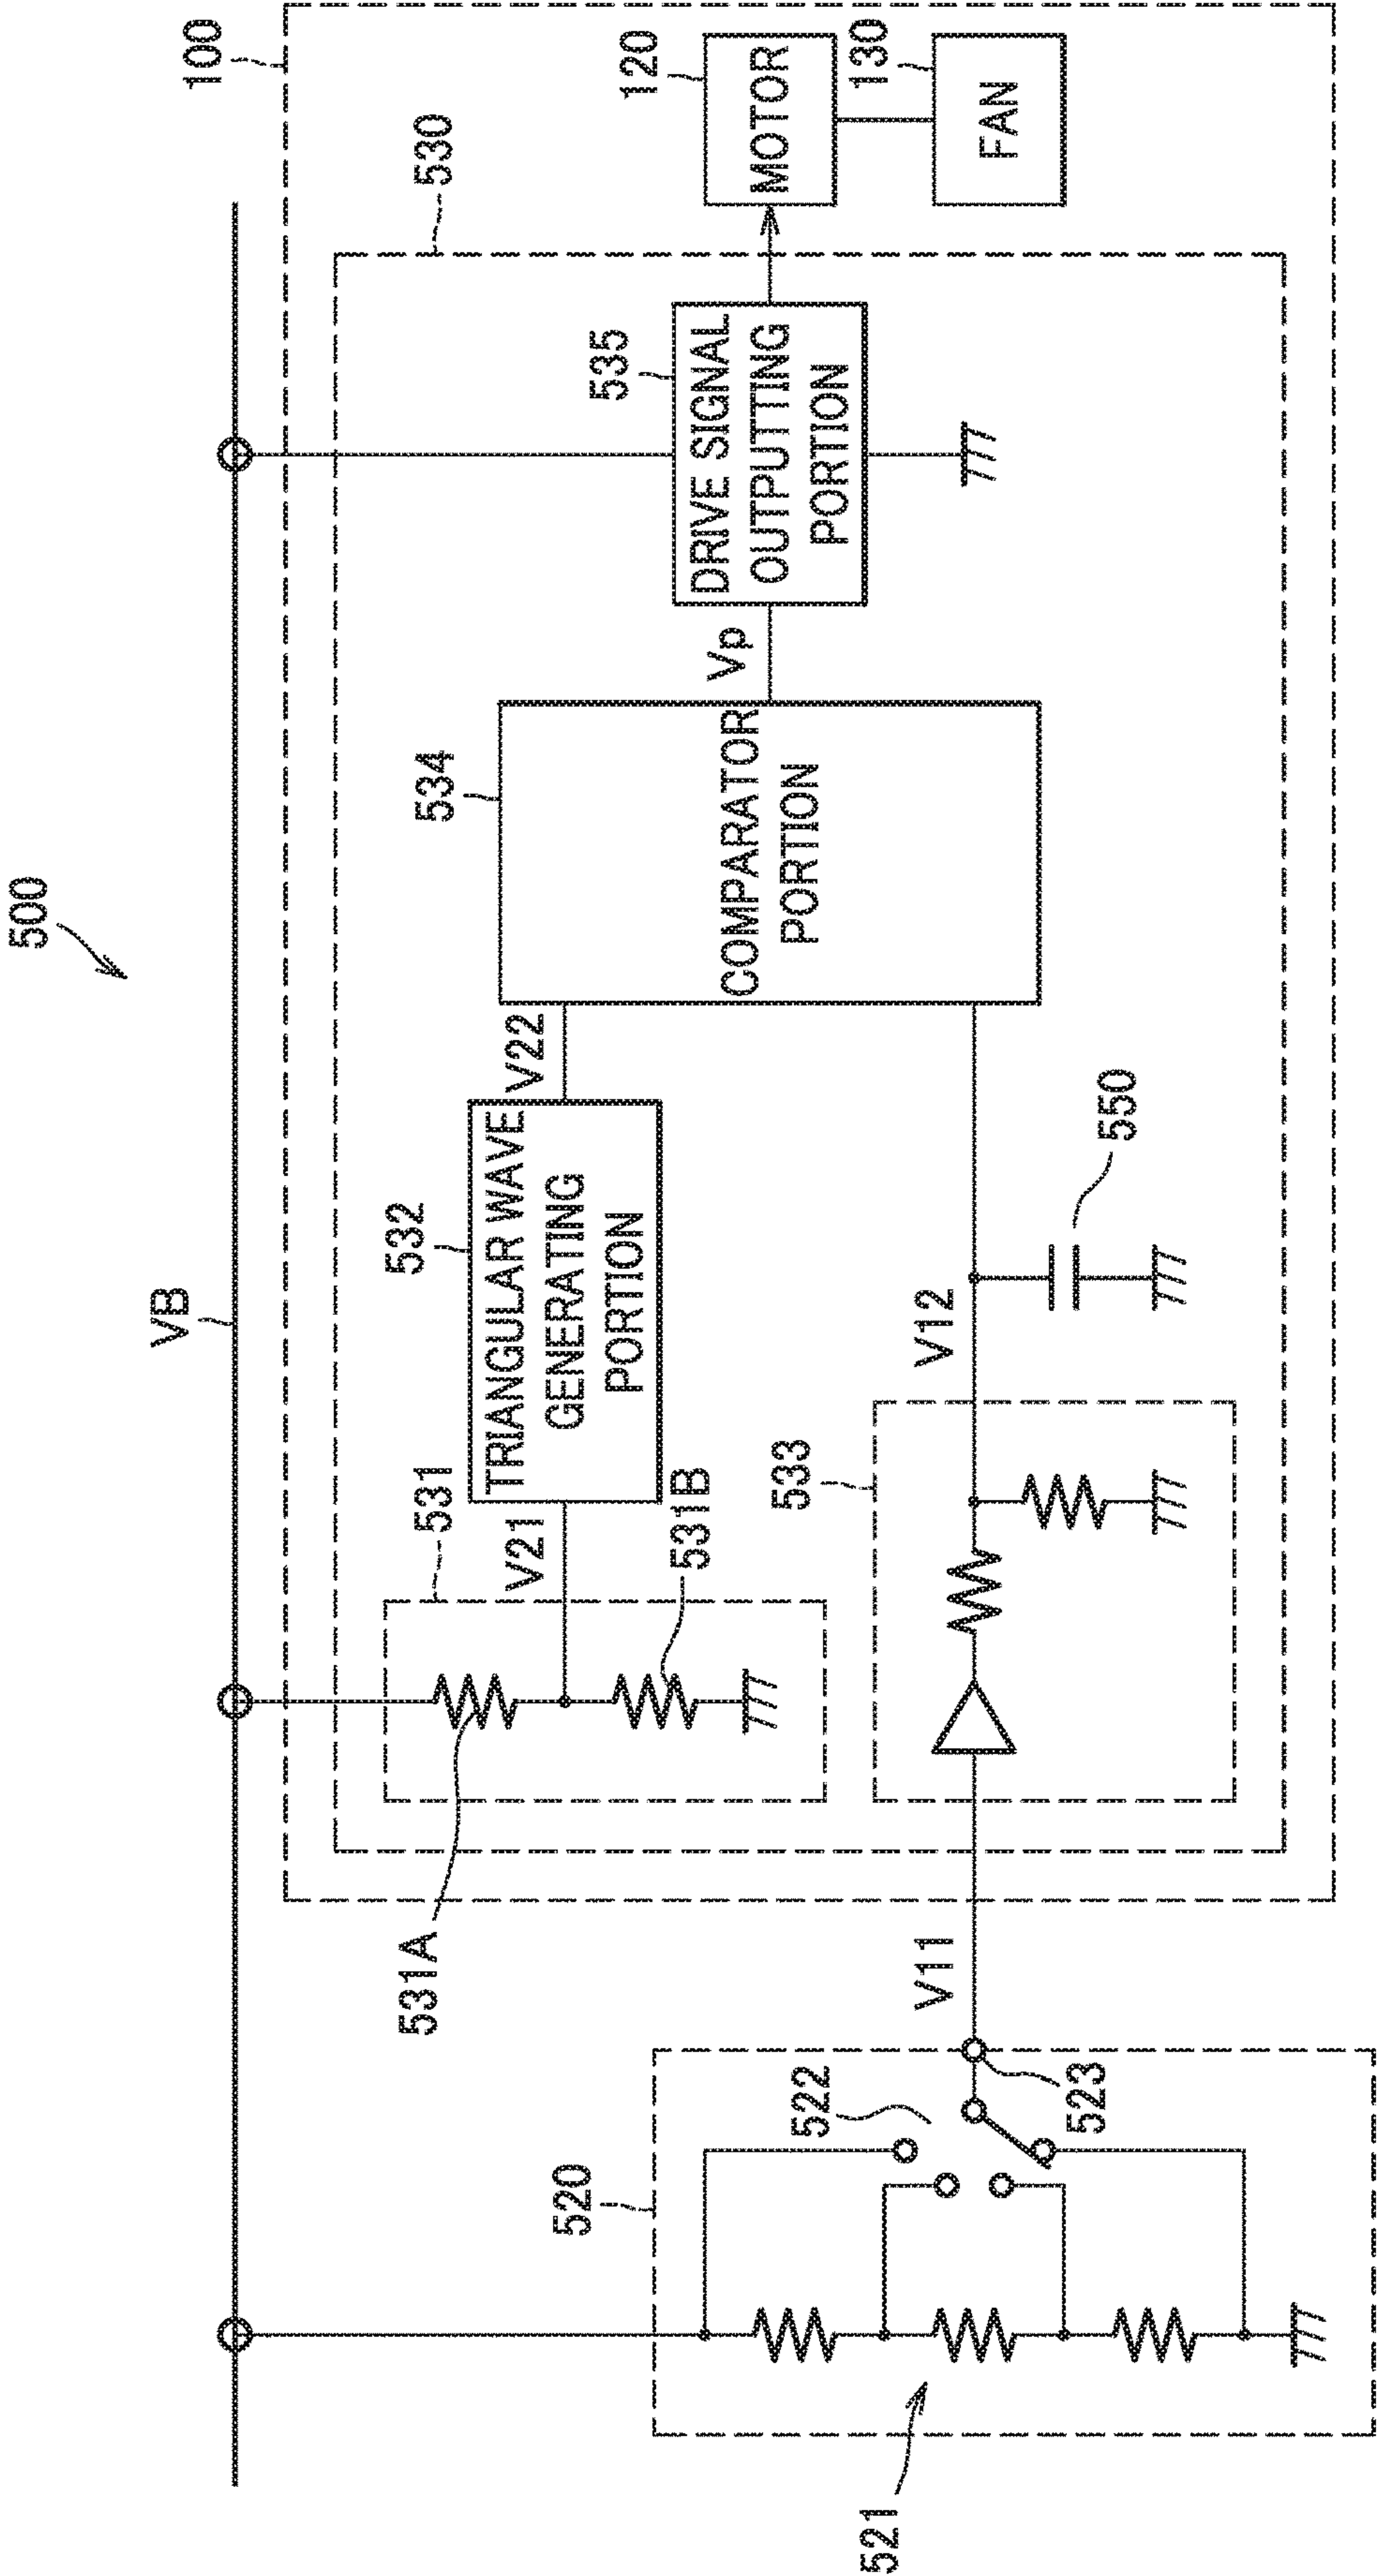 500
VB
100
530
120
MOTOR
130
FAN
531
531A
531B
V21
532
TRIANGULAR WAVE
GENERATING
PORTION
V22
534
COMPARATOR
PORTION
Vp
535
DRIVE SIGNAL
OUTPUTTING
PORTION
533
V12
550
V11
520
522
523
521